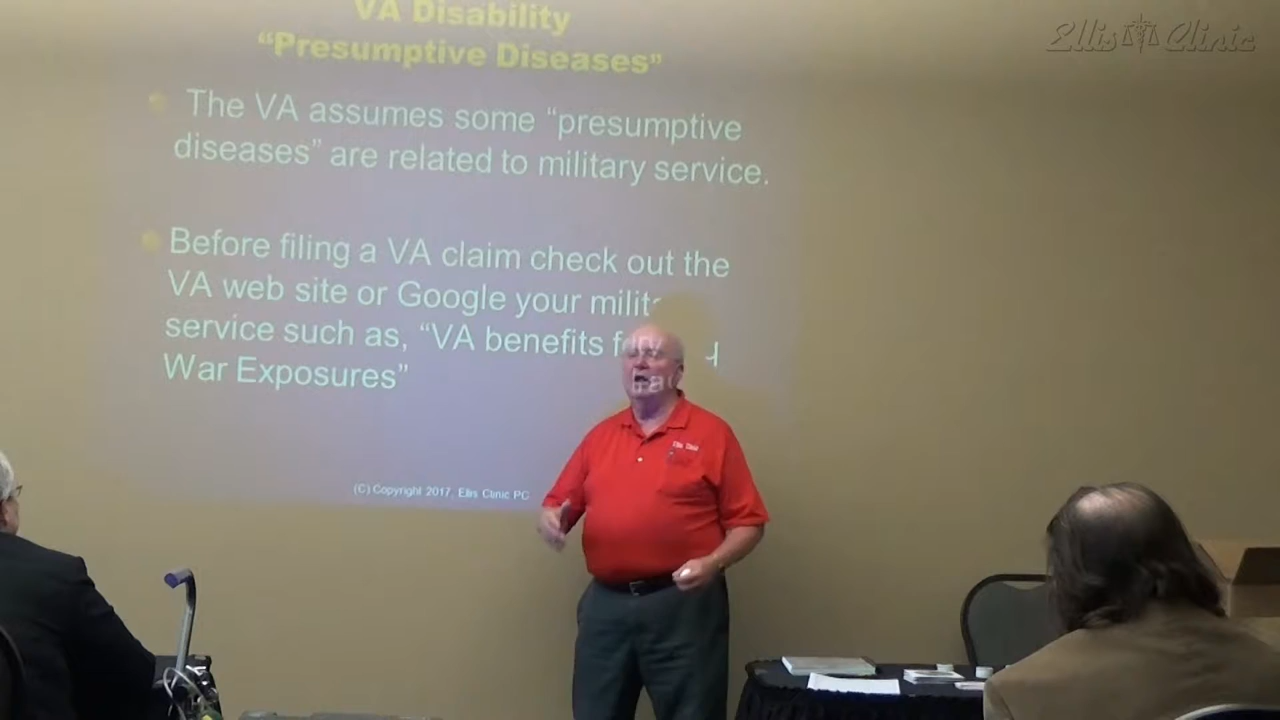 Ellis Clinic
VA Disability
“Presumptive Diseases”
The VA assumes some “presumptive
diseases” are related to military service.
Before filing a VA claim check out the
VA web site or Google your milita
service such as, “VA benefits f
War Exposures”
(C) Copyright 2017, Ellis Clinic PC